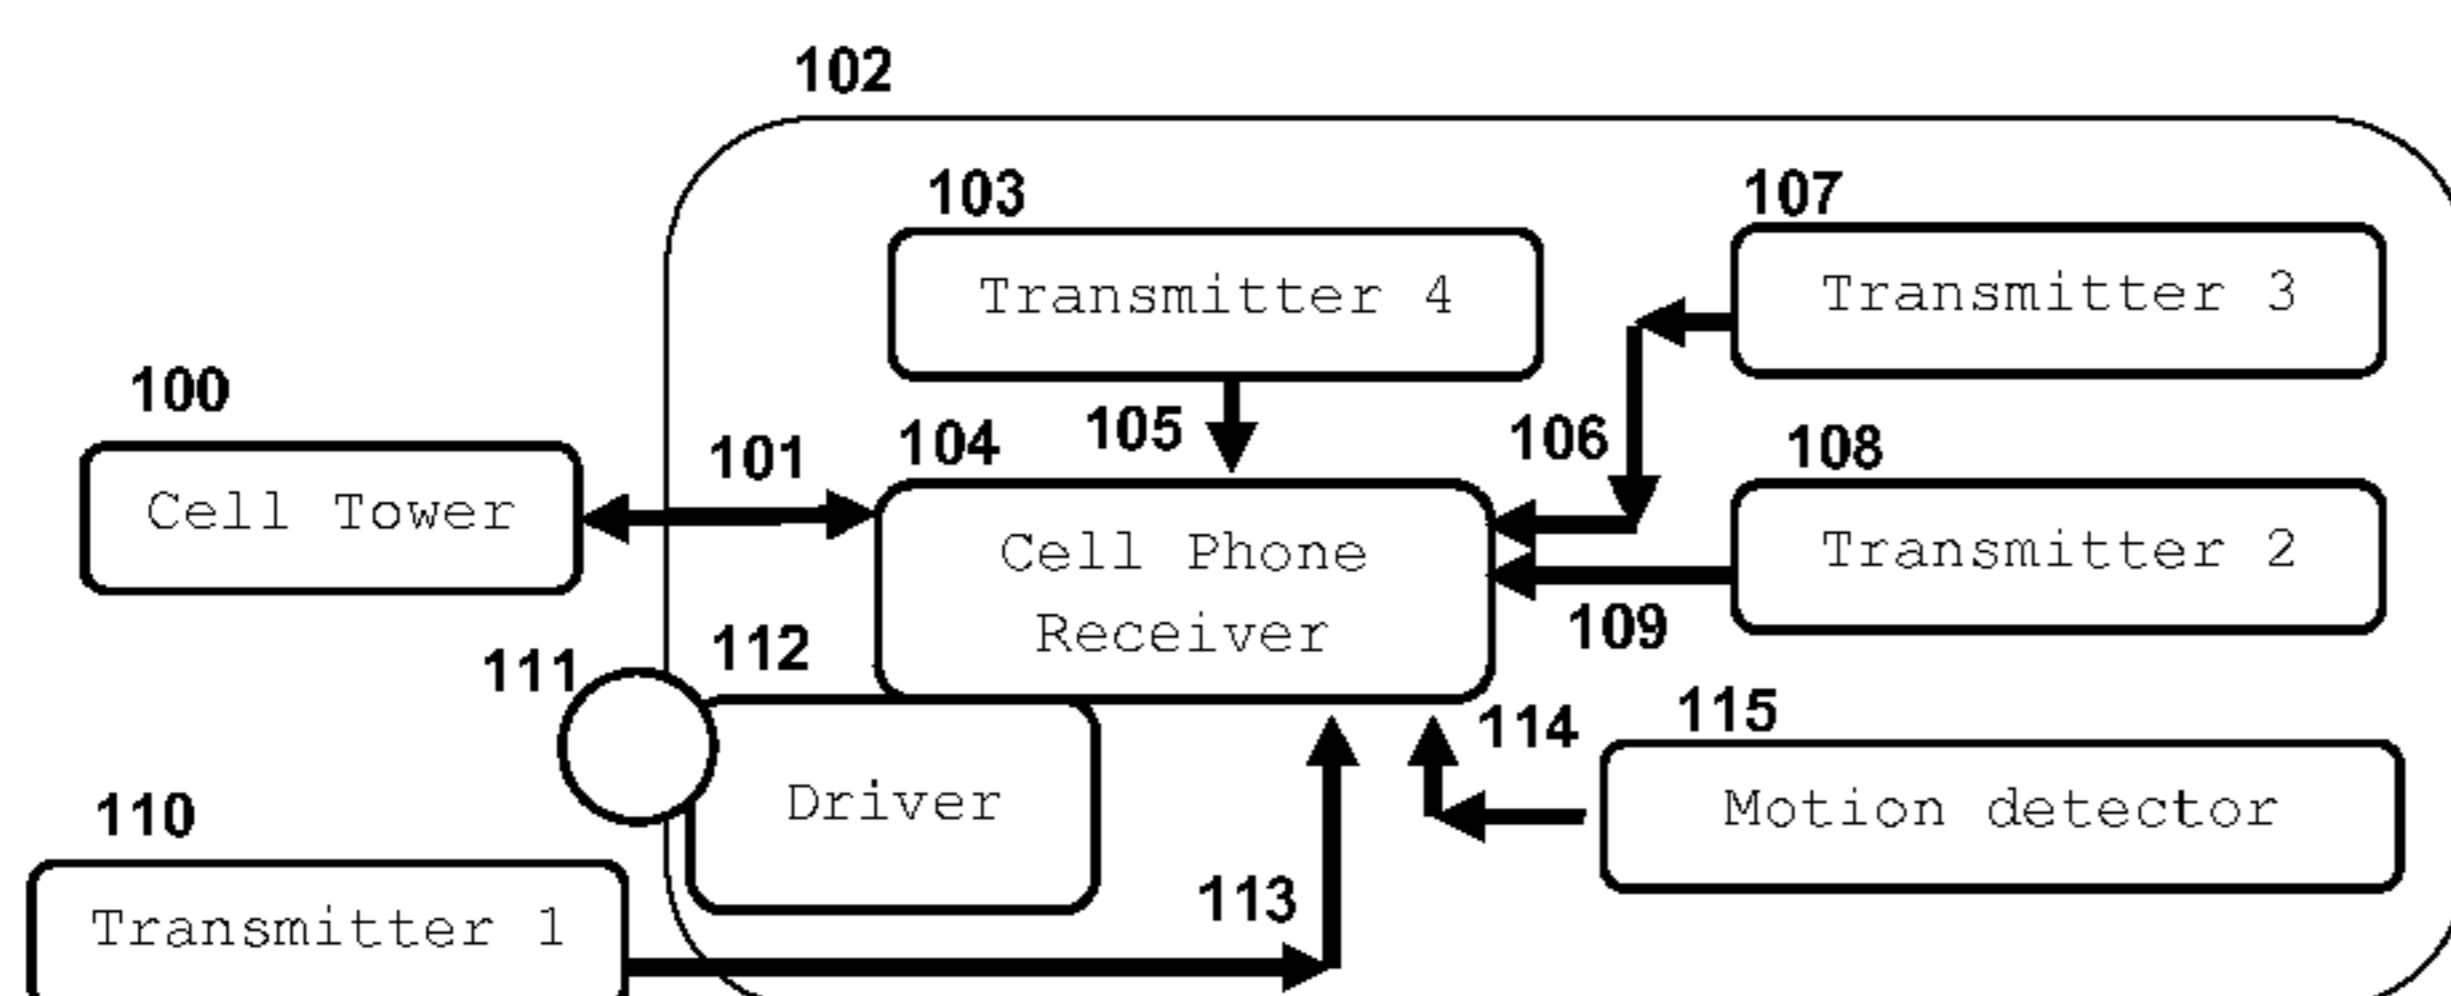 102
103
107
Transmitter 4
Transmitter 3
100
101
104
105
106
108
Cell Tower
Cell Phone
Receiver
Transmitter 2
109
111
112
114
115
Driver
Motion detector
110
113
Transmitter 1